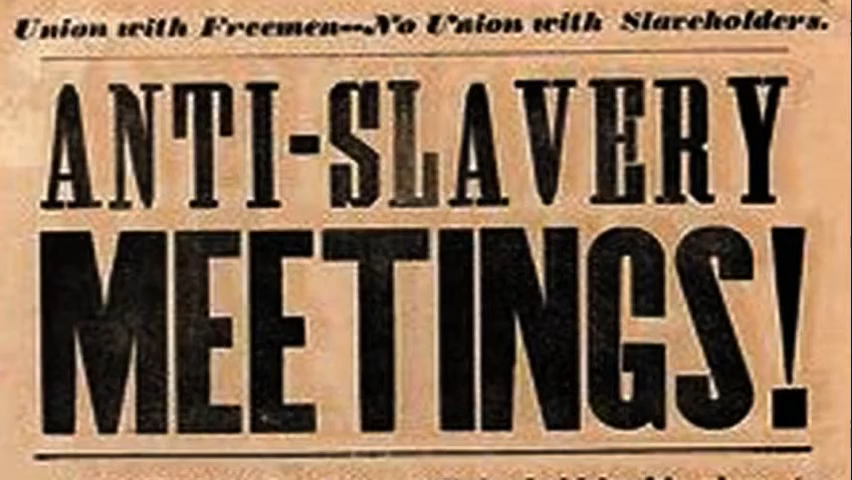 Union with Freemen--No Union with Slaveholders.
ANTI-SLAVERY
MEETINGS!